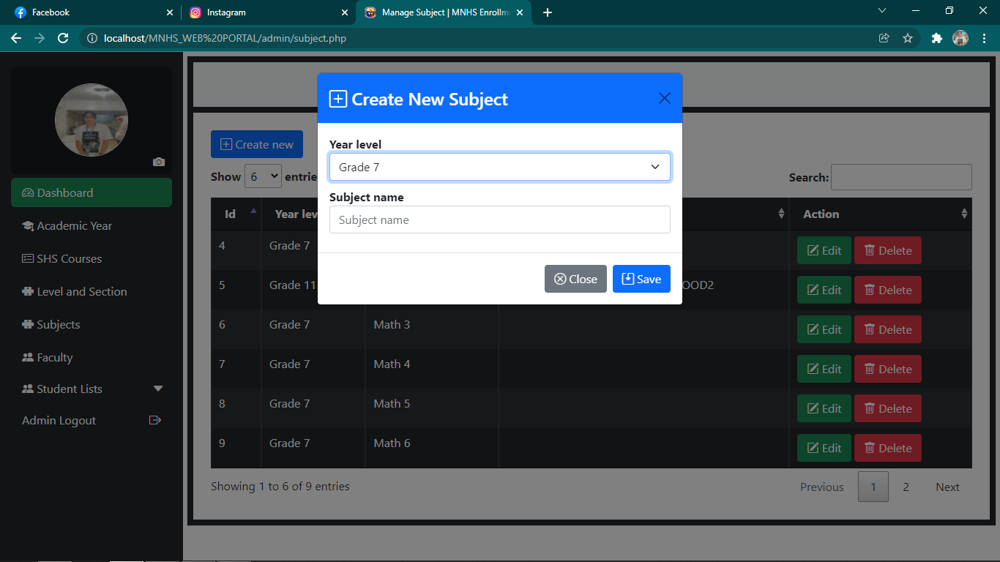 Facebook
Instagram
Manage Subject | MNHS Enrollm
localhost/MNHS_WEB%20PORTAL/admin/subject.php
Create New Subject
Year level
Grade 7
Subject name
Subject name
Close
Save
Dashboard
Academic Year
SHS Courses
Level and Section
Subjects
Faculty
Student Lists
Admin Logout
Create new
Show 6 entrie
Search:
Id Year lev Action
4 Grade 7 Edit Delete
5 Grade 11 OOD2 Edit Delete
6 Grade 7 Math 3 Edit Delete
7 Grade 7 Math 4 Edit Delete
8 Grade 7 Math 5 Edit Delete
9 Grade 7 Math 6 Edit Delete
Showing 1 to 6 of 9 entries
Previous 1 2 Next